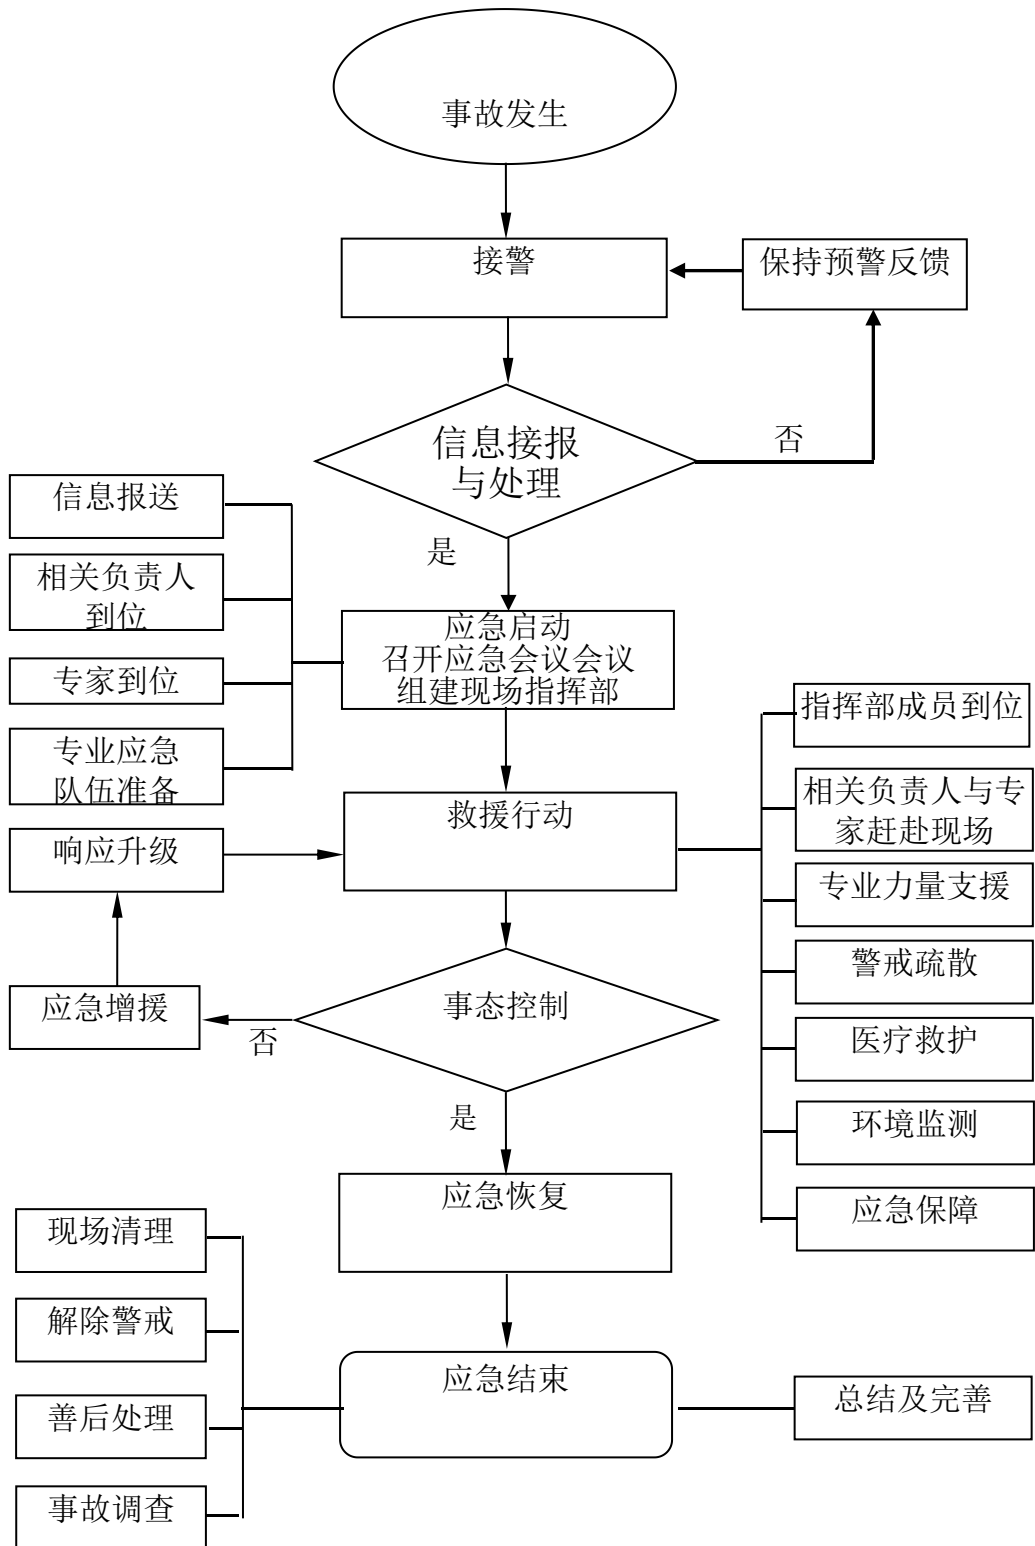 事故发生
接警
保持预警反馈
信息接报
与处理
否
是
信息报送
相关负责人
到位
专家到位
专业应急
队伍准备
应急启动
召开应急会议会议
组建现场指挥部
指挥部成员到位
相关负责人与专
家赶赴现场
专业力量支援
警戒疏散
医疗救护
环境监测
应急保障
救援行动
响应升级
应急增援
否
事态控制
是
应急恢复
现场清理
解除警戒
善后处理
事故调查
应急结束
总结及完善